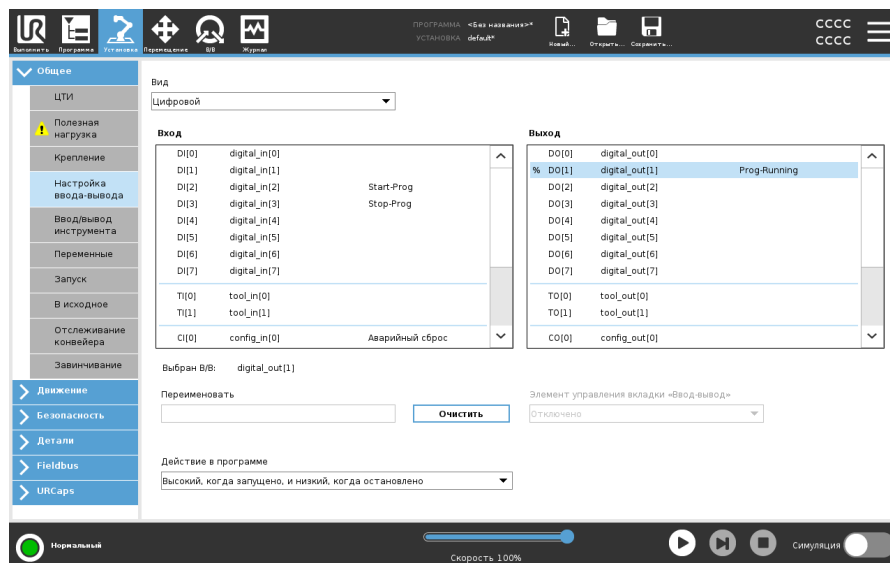 ПРОГРАММА <Без названия>*
УСТАНОВКА default*
CCCC
CCCC
Выполнить Программа Установка Перемещение В/В Журнал Новый... Открыть... Сохранить...
Общее
ЦТИ
Полезная
нагрузка
Крепление
Настройка
ввода-вывода
Ввод/вывод
инструмента
Переменные
Запуск
В исходное
Отслеживание
конвейера
Завинчивание
Движение
Безопасность
Детали
Fieldbus
URCaps
Вид
Цифровой
Вход
DI[0] digital_in[0]
DI[1] digital_in[1]
DI[2] digital_in[2] Start-Prog
DI[3] digital_in[3] Stop-Prog
DI[4] digital_in[4]
DI[5] digital_in[5]
DI[6] digital_in[6]
DI[7] digital_in[7]
TI[0] tool_in[0]
TI[1] tool_in[1]
CI[0] config_in[0] Аварийный сброс
Выход
DO[0] digital_out[0]
% DO[1] digital_out[1] Prog-Running
DO[2] digital_out[2]
DO[3] digital_out[3]
DO[4] digital_out[4]
DO[5] digital_out[5]
DO[6] digital_out[6]
DO[7] digital_out[7]
TO[0] tool_out[0]
TO[1] tool_out[1]
CO[0] config_out[0]
Выбран В/В: digital_out[1]
Переименовать
Очистить
Элемент управления вкладки «Ввод-вывод»
Отключено
Действие в программе
Высокий, когда запущено, и низкий, когда остановлено
Нормальный
Скорость 100%
Симуляция